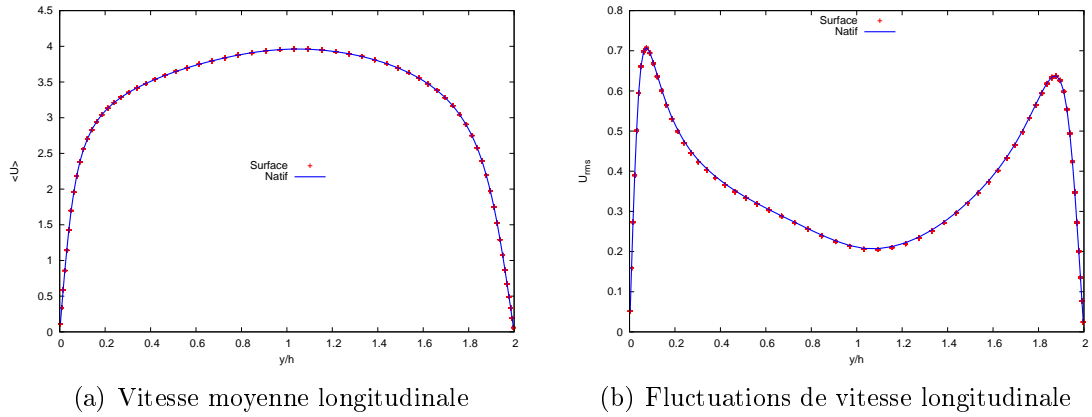 4.5
4
3.5
3
2.5
2
1.5
1
0.5
0
<U>
Surface
Natif
0 0.2 0.4 0.6 0.8 1 1.2 1.4 1.6 1.8 2
y/h
(a) Vitesse moyenne longitudinale
0.8
0.7
0.6
0.5
0.4
0.3
0.2
0.1
0
Urms
Surface
Natif
0 0.2 0.4 0.6 0.8 1 1.2 1.4 1.6 1.8 2
y/h
(b) Fluctuations de vitesse longitudinale